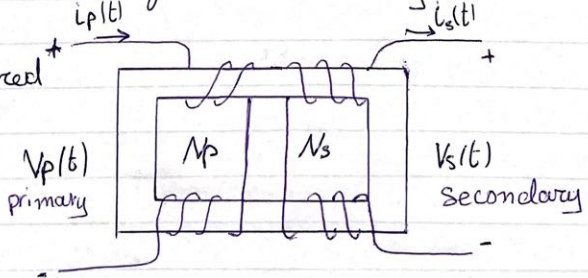 ip(t)
is(t)
+
+
red
Vp(t)
Np
Ns
Vs(t)
primary
secondary
-
-